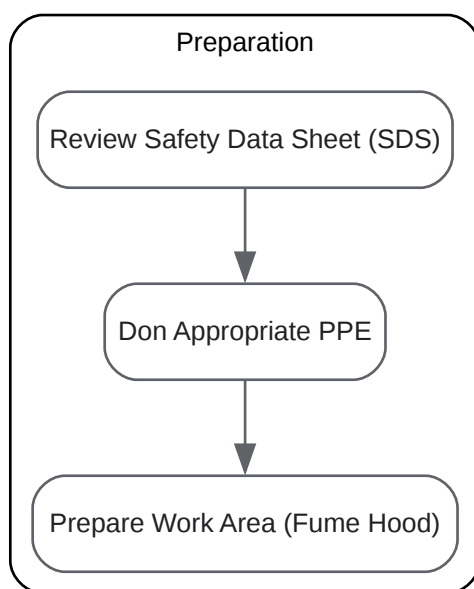 Preparation
Review Safety Data Sheet (SDS)
Don Appropriate PPE
Prepare Work Area (Fume Hood)